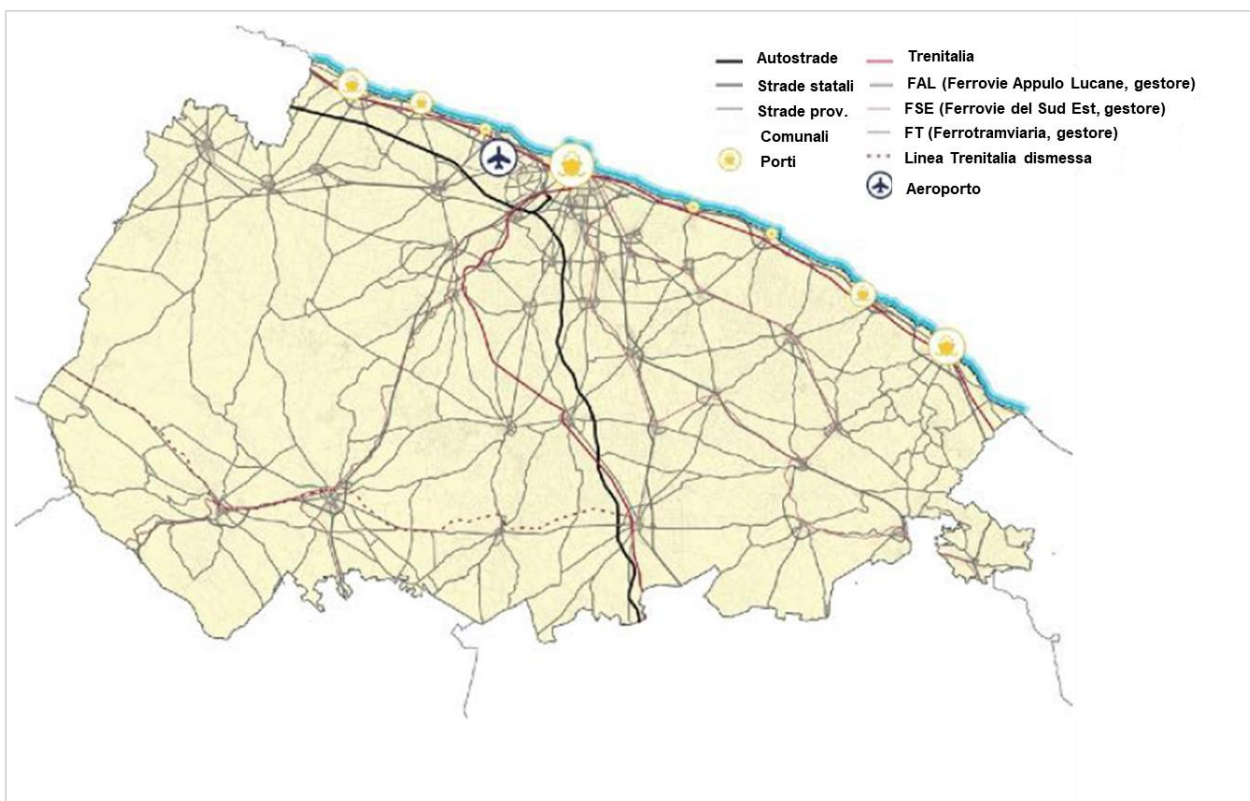 Autostrade
Strade statali
Strade prov.
Comunali
Porti
Trenitalia
FAL (Ferrovie Appulo Lucane, gestore)
FSE (Ferrovie del Sud Est, gestore)
FT (Ferrotramviaria, gestore)
Linea Trenitalia dismessa
Aeroporto